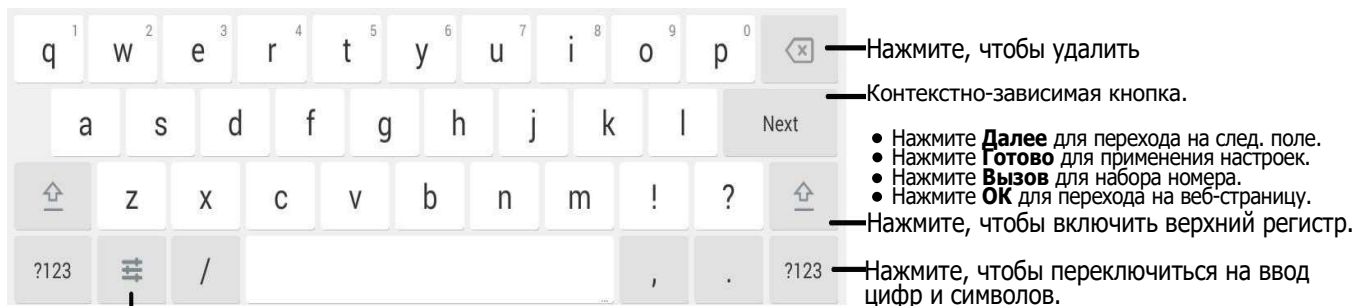 q 1 w 2 e 3 r 4 t 5 y 6 u 7 i 8 o 9 p 0
Нажмите, чтобы удалить
Контекстно-зависимая кнопка.
a s d f g h j k l Next
• Нажмите Далее для перехода на след. поле.
• Нажмите Готово для применения настроек.
• Нажмите Вызов для набора номера.
• Нажмите ОК для перехода на веб-страницу.
z x c v b n m ! ?
Нажмите, чтобы включить верхний регистр.
?123 / , . ?123
...
Нажмите, чтобы переключиться на ввод
цифр и символов.